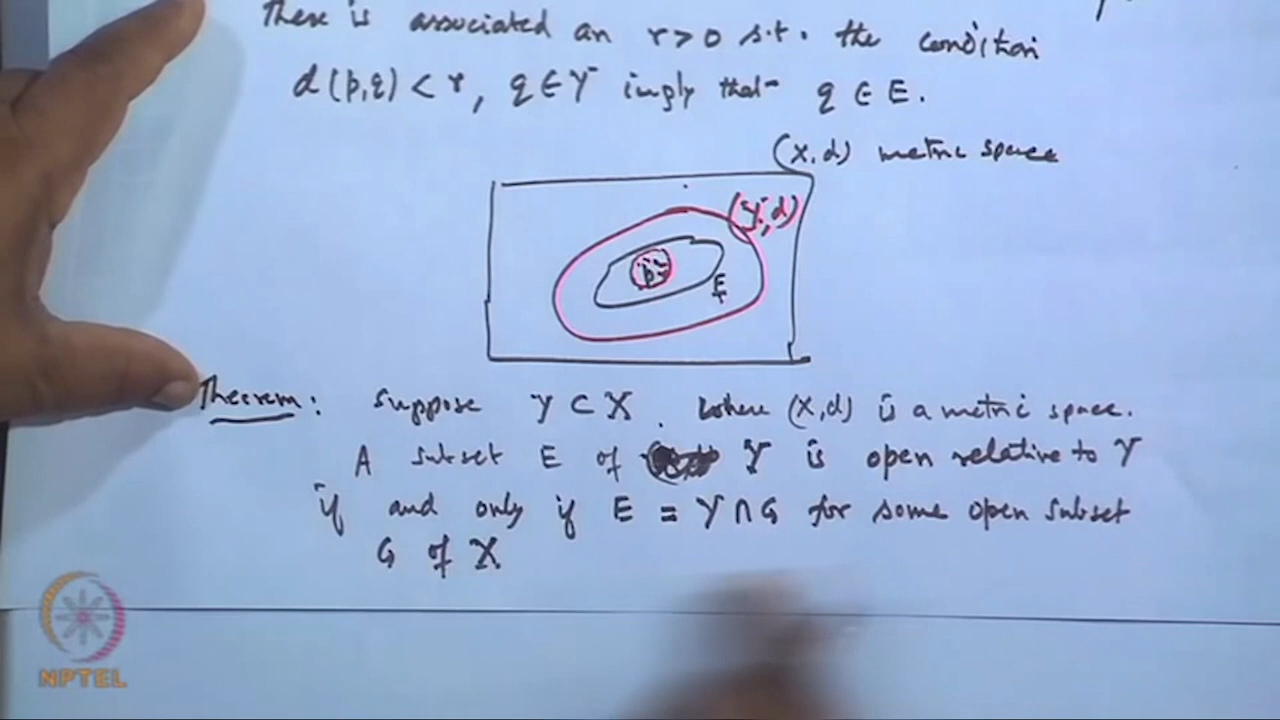 There is associated an r > 0 s.t. the condition
d(p,q) < r, q ∈ Y imply that q ∈ E.
(X,d) metric space
(Y,d)
p
E
Theorem: Suppose Y ⊂ X. where (X,d) is a metric space.
A subset E of Y is open relative to Y
if and only if E = Y ∩ G for some open subset
G of X
NPTEL